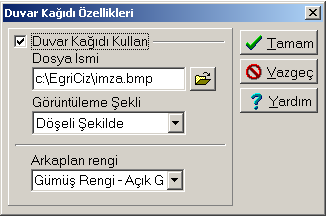 Duvar Kağıdı Özellikleri
Duvar Kağıdı Kullan
Dosya İsmi
c:\EgriCiz\imza.bmp
Görüntüleme Şekli
Döşeli Şekilde
Arkaplan rengi
Gümüş Rengi - Açık G
Tamam
Vazgeç
Yardım